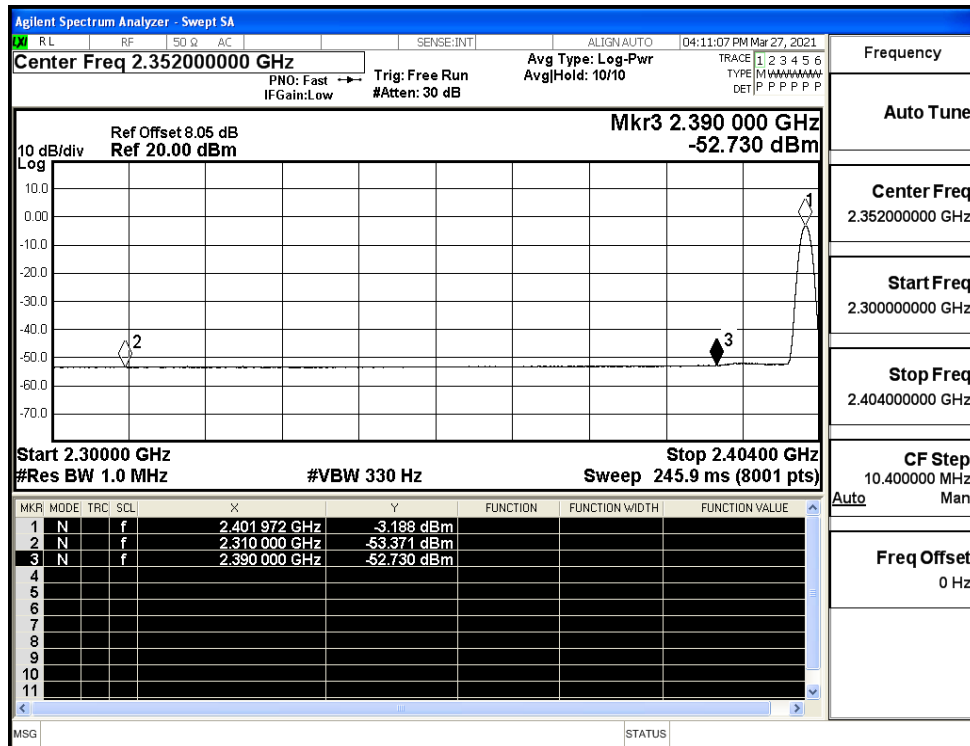 Agilent Spectrum Analyzer - Swept SA
LXI RL RF 50 Ω AC SENSE:INT ALIGN AUTO 04:11:07 PM Mar 27, 2021
Center Freq 2.352000000 GHz
PNO: Fast
IFGain:Low
Trig: Free Run
#Atten: 30 dB
Avg Type: Log-Pwr
Avg|Hold: 10/10
TRACE 1 2 3 4 5 6
TYPE M W W W W W
DET P P P P P P
Ref Offset 8.05 dB
Ref 20.00 dBm
10 dB/div
Log
Mkr3 2.390 000 GHz
-52.730 dBm
10.0
0.00
-10.0
-20.0
-30.0
-40.0
-50.0
-60.0
-70.0
1
2
3
Start 2.30000 GHz Stop 2.40400 GHz
#Res BW 1.0 MHz #VBW 330 Hz Sweep 245.9 ms (8001 pts)
MKR MODE TRC SCL X Y FUNCTION FUNCTION WIDTH FUNCTION VALUE
1 N f 2.401 972 GHz -3.188 dBm
2 N f 2.310 000 GHz -53.371 dBm
3 N f 2.390 000 GHz -52.730 dBm
4
5
6
7
8
9
10
11
MSG STATUS
Frequency
Auto Tune
Center Freq
2.352000000 GHz
Start Freq
2.300000000 GHz
Stop Freq
2.404000000 GHz
CF Step
10.400000 MHz
Auto Man
Freq Offset
0 Hz